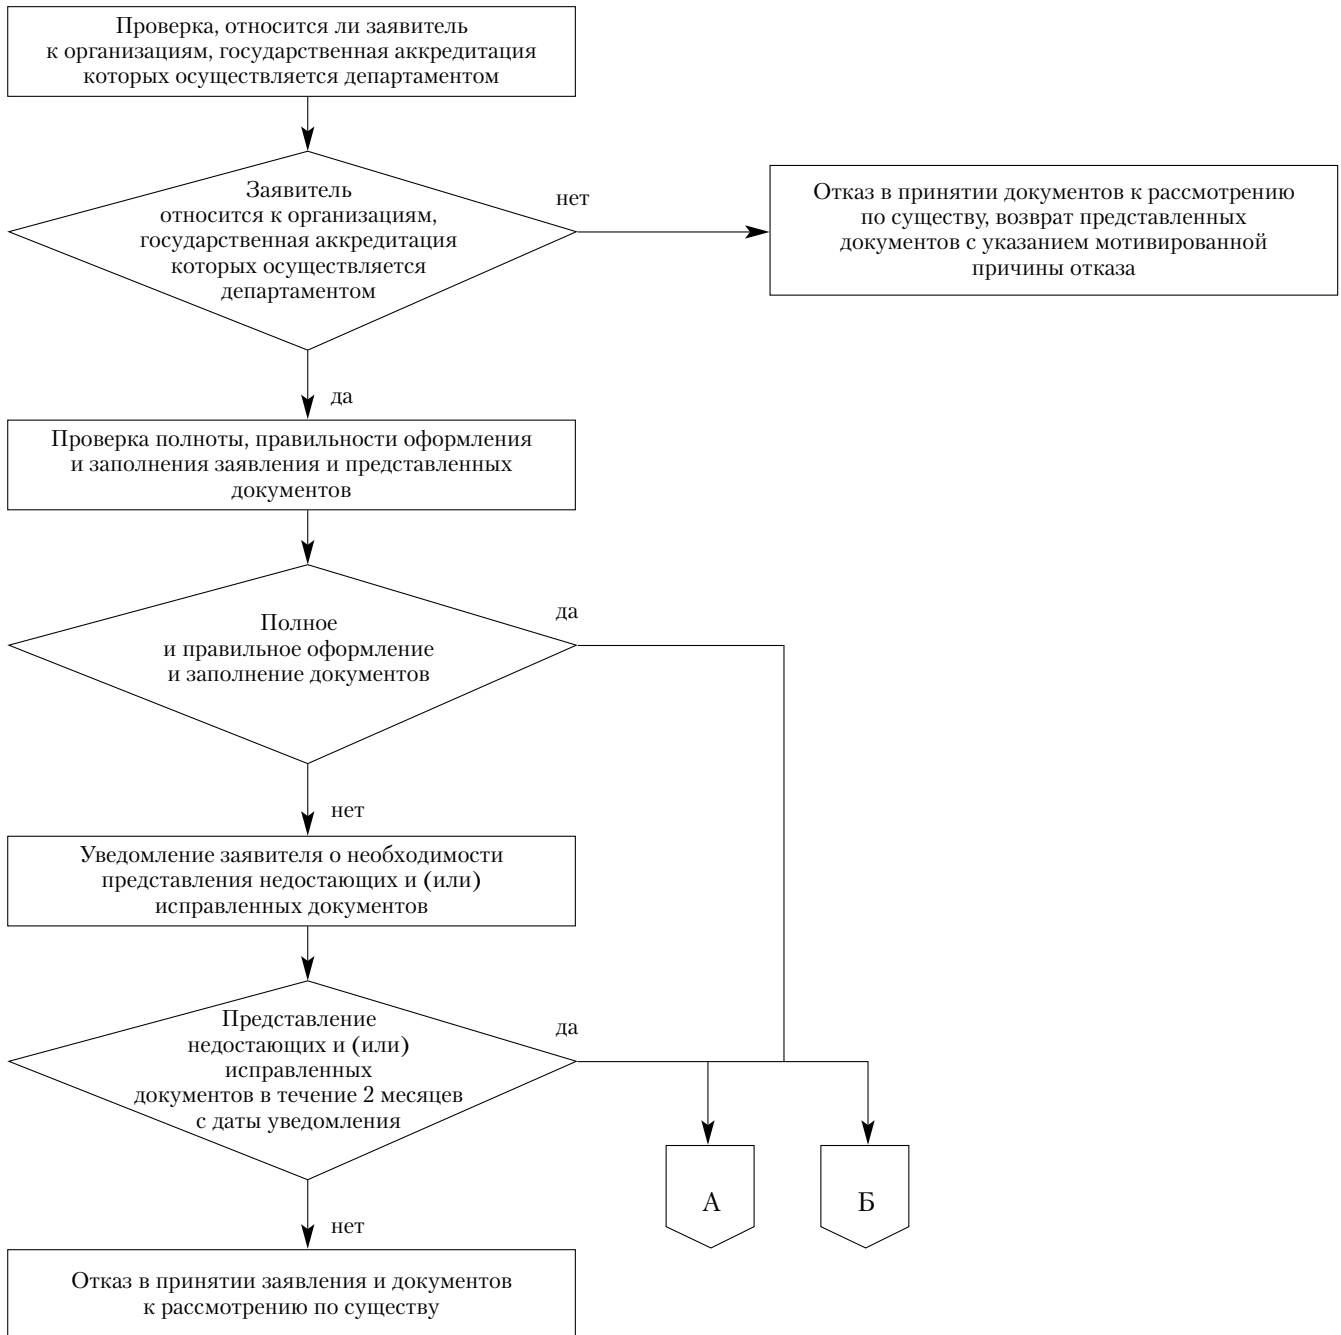 Проверка, относится ли заявитель
к организациям, государственная аккредитация
которых осуществляется департаментом
Заявитель
относится к организациям,
государственная аккредитация
которых осуществляется
департаментом
нет
Отказ в принятии документов к рассмотрению
по существу, возврат представленных
документов с указанием мотивированной
причины отказа
да
Проверка полноты, правильности оформления
и заполнения заявления и представленных
документов
Полное
и правильное оформление
и заполнение документов
да
нет
Уведомление заявителя о необходимости
представления недостающих и (или)
исправленных документов
Представление
недостающих и (или)
исправленных
документов в течение 2 месяцев
с даты уведомления
да
А
Б
нет
Отказ в принятии заявления и документов
к рассмотрению по существу